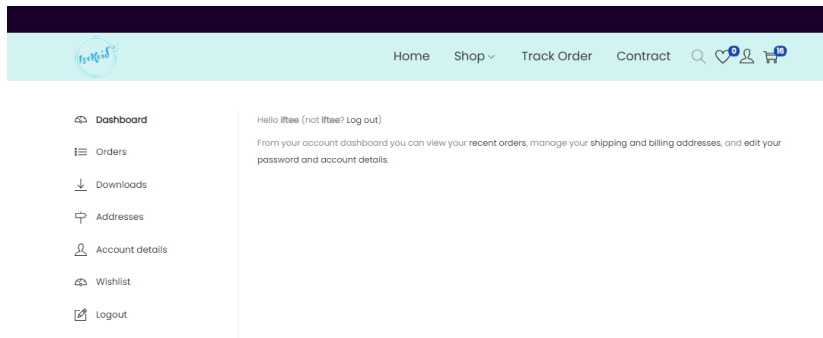 Home Shop Track Order Contract 0 16
Dashboard
Orders
Downloads
Addresses
Account details
Wishlist
Logout
Hello iftee (not iftee? Log out)
From your account dashboard you can view your recent orders, manage your shipping and billing addresses, and edit your
password and account details.